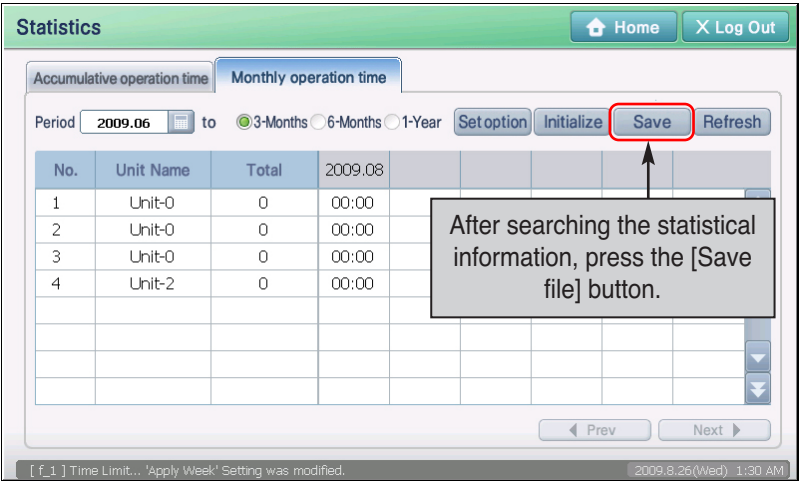 Statistics Home X Log Out
Accumulative operation time Monthly operation time
Period 2009.06 to 3-Months 6-Months 1-Year Set option Initialize Save Refresh
No. Unit Name Total 2009.08
1 Unit-0 0 00:00
2 Unit-0 0 00:00
3 Unit-0 0 00:00
4 Unit-2 0 00:00
After searching the statistical
information, press the [Save
file] button.
Prev Next
[ f_1 ] Time Limit... 'Apply Week' Setting was modified. 2009.8.26(Wed) 1:30 AM